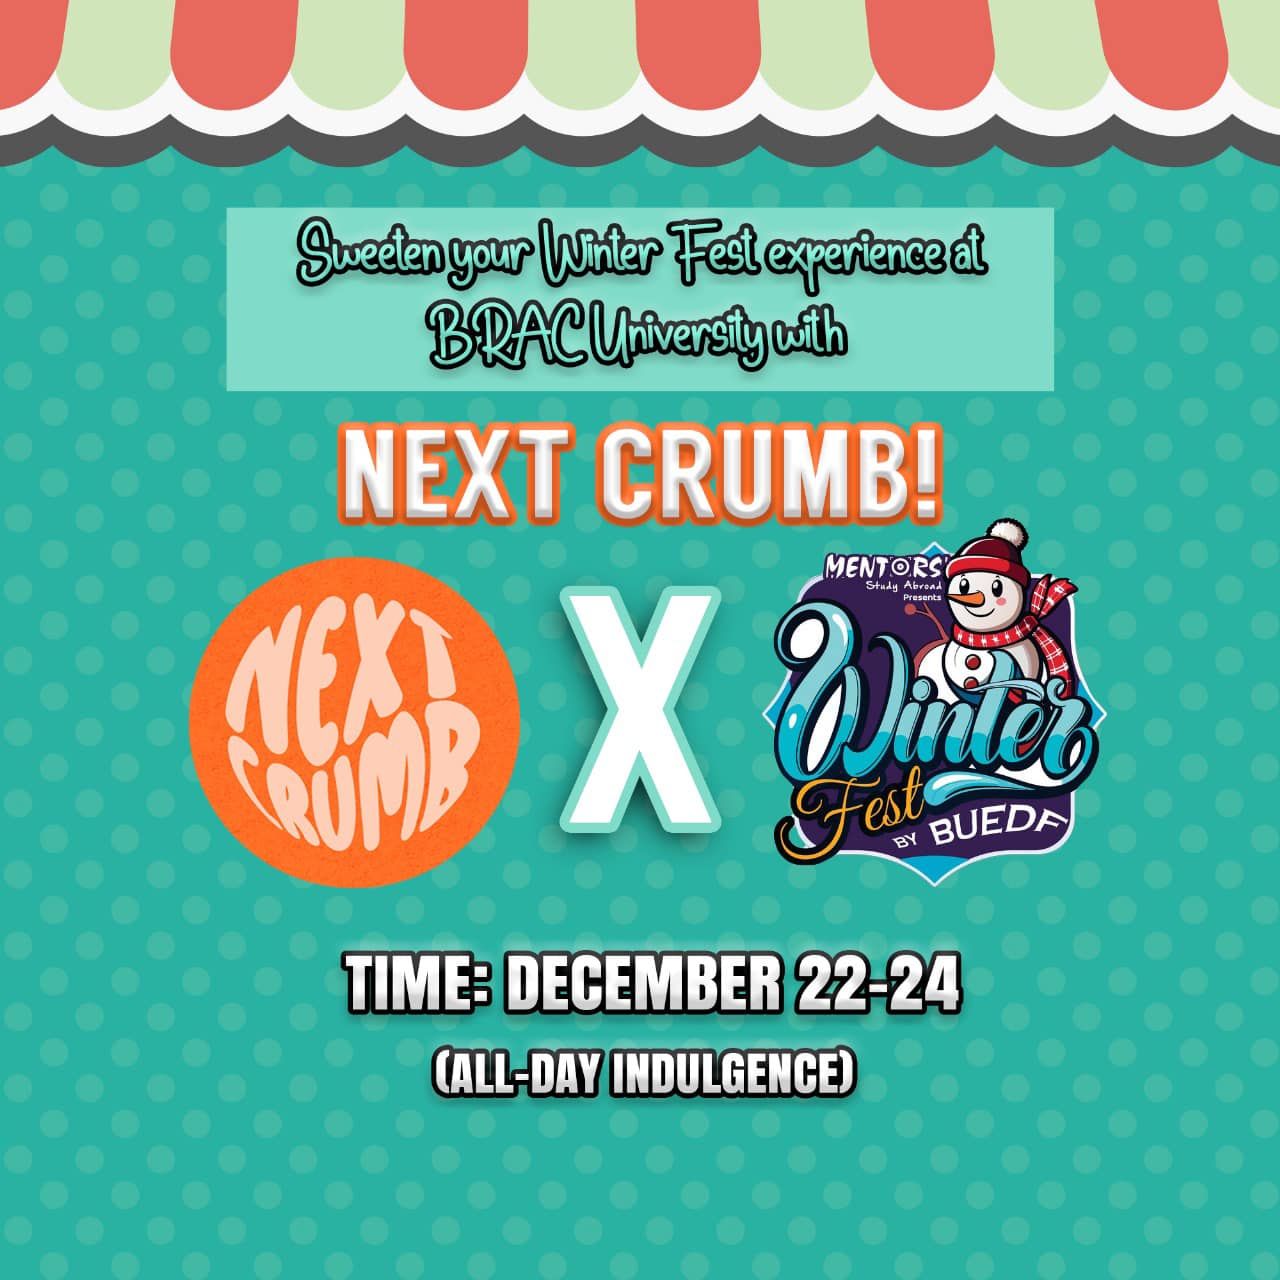 Sweeten your Winter Fest experience at
BRAC University with
NEXT CRUMB!
NEXT
CRUMB
X
MENTORS'
Study Abroad
Presents
Winter
Fest
BY BUEDF
TIME: DECEMBER 22-24
(ALL-DAY INDULGENCE)